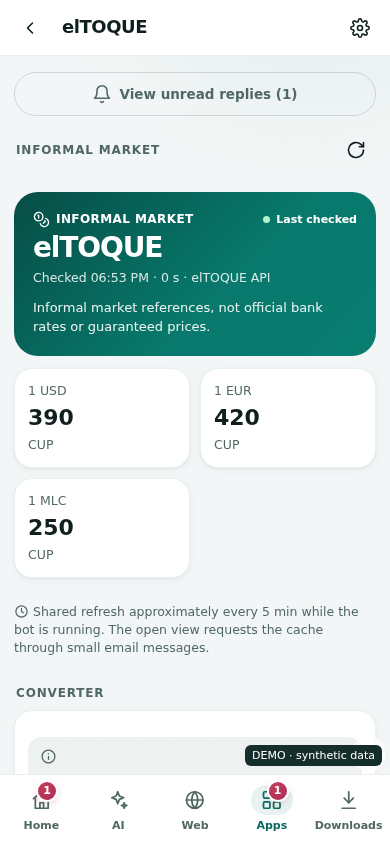 elTOQUE
View unread replies (1)
INFORMAL MARKET
INFORMAL MARKET
Last checked
elTOQUE
Checked 06:53 PM · 0 s · elTOQUE API
Informal market references, not official bank
rates or guaranteed prices.
1 USD
390
CUP
1 EUR
420
CUP
1 MLC
250
CUP
Shared refresh approximately every 5 min while the
bot is running. The open view requests the cache
through small email messages.
CONVERTER
DEMO · synthetic data
1
1
Home
AI
Web
Apps
Downloads